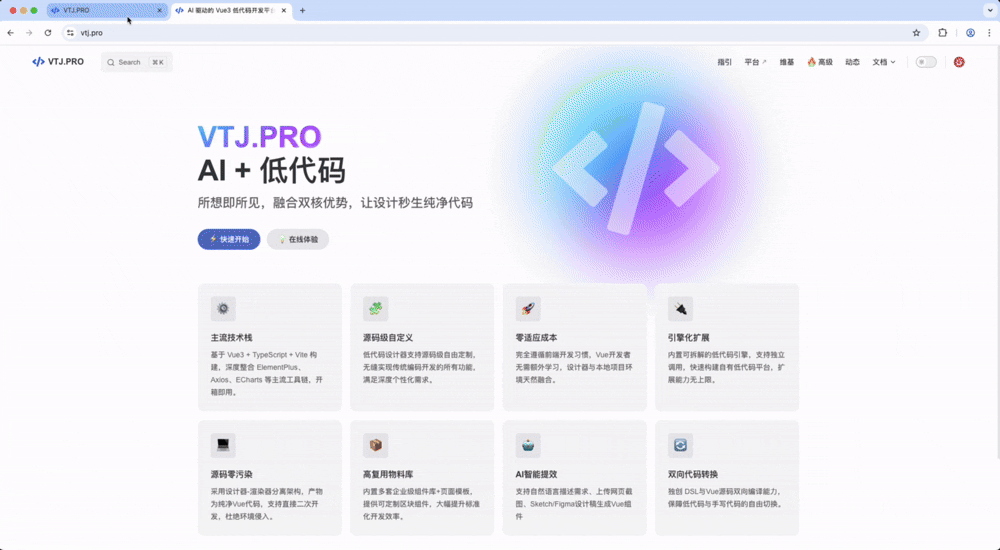 VTJ.PRO
AI 驱动的 Vue3 低代码开发平台
vtj.pro
VTJ.PRO
Search
⌘K
指引
平台
维基
🔥高级
动态
文档
VTJ.PRO
AI + 低代码
所想即所见，融合双核优势，让设计秒生纯净代码
⚡ 快速开始
💡 在线体验
主流技术栈
基于 Vue3 + TypeScript + Vite 构
建，深度整合 ElementPlus、
Axios、ECharts 等主流工具链，开
箱即用。
源码级自定义
低代码设计器支持源码级自由定制，
无缝实现传统编码开发的所有功能，
满足深度个性化需求。
零适应成本
完全遵循前端开发习惯，Vue开发者
无需额外学习，设计器与本地项目环
境天然融合。
引擎化扩展
内置可拆解的低代码引擎，支持独立
调用，快速构建自有低代码平台，扩
展能力无上限。
源码零污染
采用设计器-渲染器分离架构，产物
为纯净Vue代码，支持直接二次开
发，杜绝环境侵入。
高复用物料库
内置多套企业级组件库+页面模板，
提供可定制区块组件，大幅提升标准
化开发效率。
AI智能提效
支持自然语言描述需求、上传网页截
图、Sketch/Figma设计稿生成Vue组
件
双向代码转换
独创 DSL与Vue源码双向编译能力，
保障低代码与手写代码的自由切换。